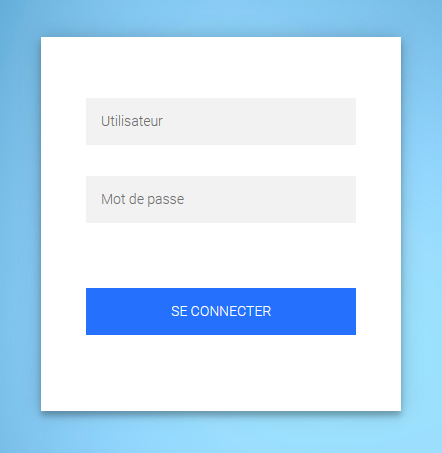 Utilisateur
Mot de passe
SE CONNECTER